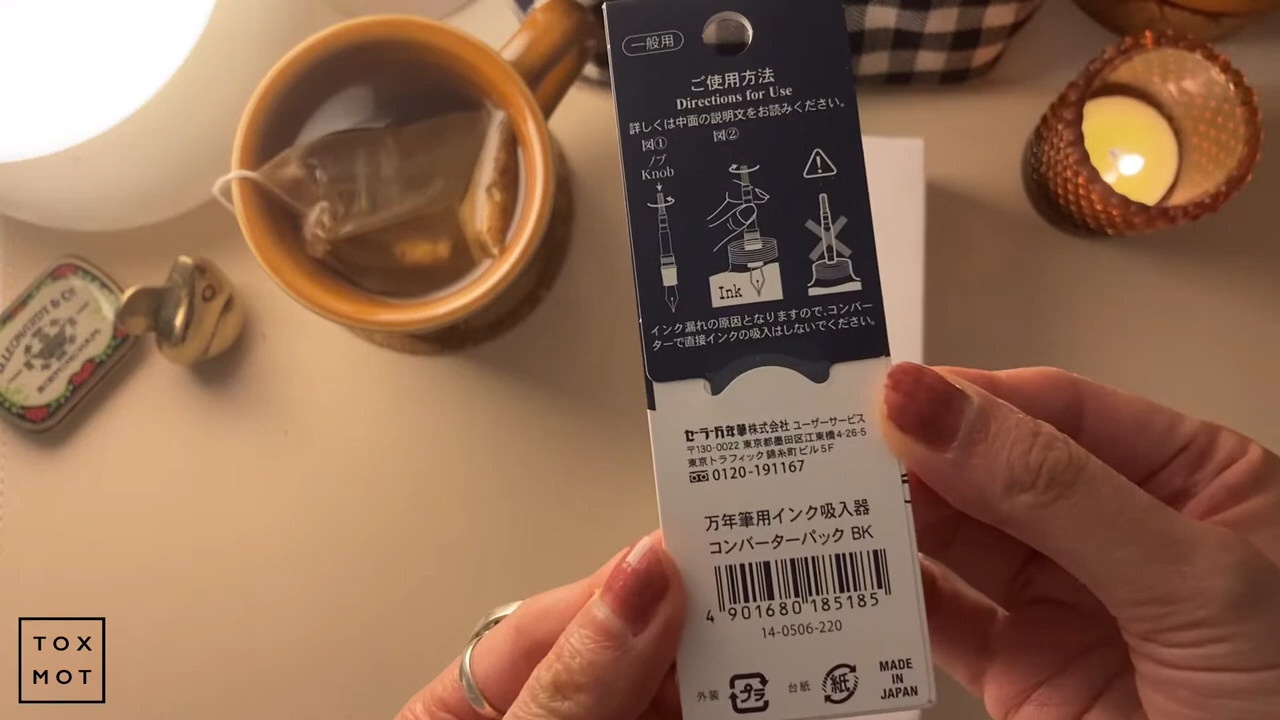 一般用
ご使用方法
Directions for Use
詳しくは中面の説明文をお読みください。
図① 図②
ノブ
Knob
Ink
インク漏れの原因となりますので、コンバー
ターで直接インクの吸入はしないでください。
セーラー万年筆株式会社 ユーザーサービス
〒130-0022 東京都墨田区江東橋4-26-5
東京トラフィック錦糸町ビル5F
0120-191167
万年筆用インク吸入器
コンバーターパック BK
4 901680 185185
14-0506-220
外装 プラ 台紙 紙 MADE
IN
JAPAN
TOX
MOT